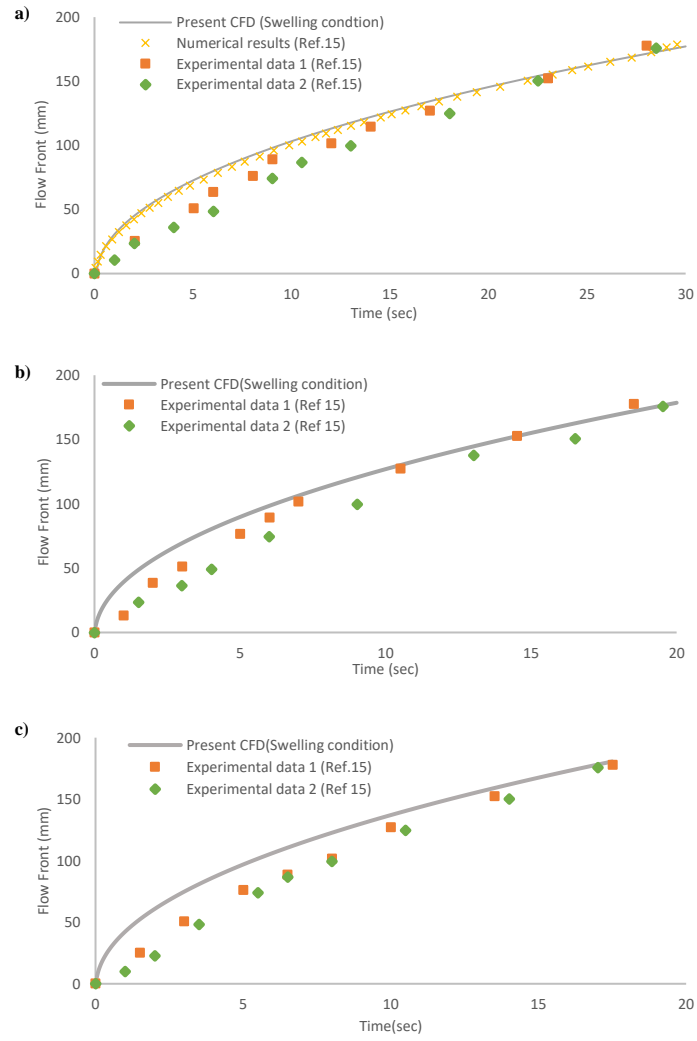 a)
Present CFD (Swelling condtion)
Numerical results (Ref.15)
Experimental data 1 (Ref.15)
Experimental data 2 (Ref.15)
Flow Front (mm)
200
150
100
50
0
0 5 10 15 20 25 30
Time (sec)
b)
Present CFD(Swelling condition)
Experimental data 1 (Ref 15)
Experimental data 2 (Ref 15)
Flow Front (mm)
200
150
100
50
0
0 5 10 15 20
Time (sec)
c)
Present CFD(Swelling condition)
Experimental data 1 (Ref.15)
Experimental data 2 (Ref 15)
Flow Front (mm)
200
150
100
50
0
0 5 10 15 20
Time(sec)